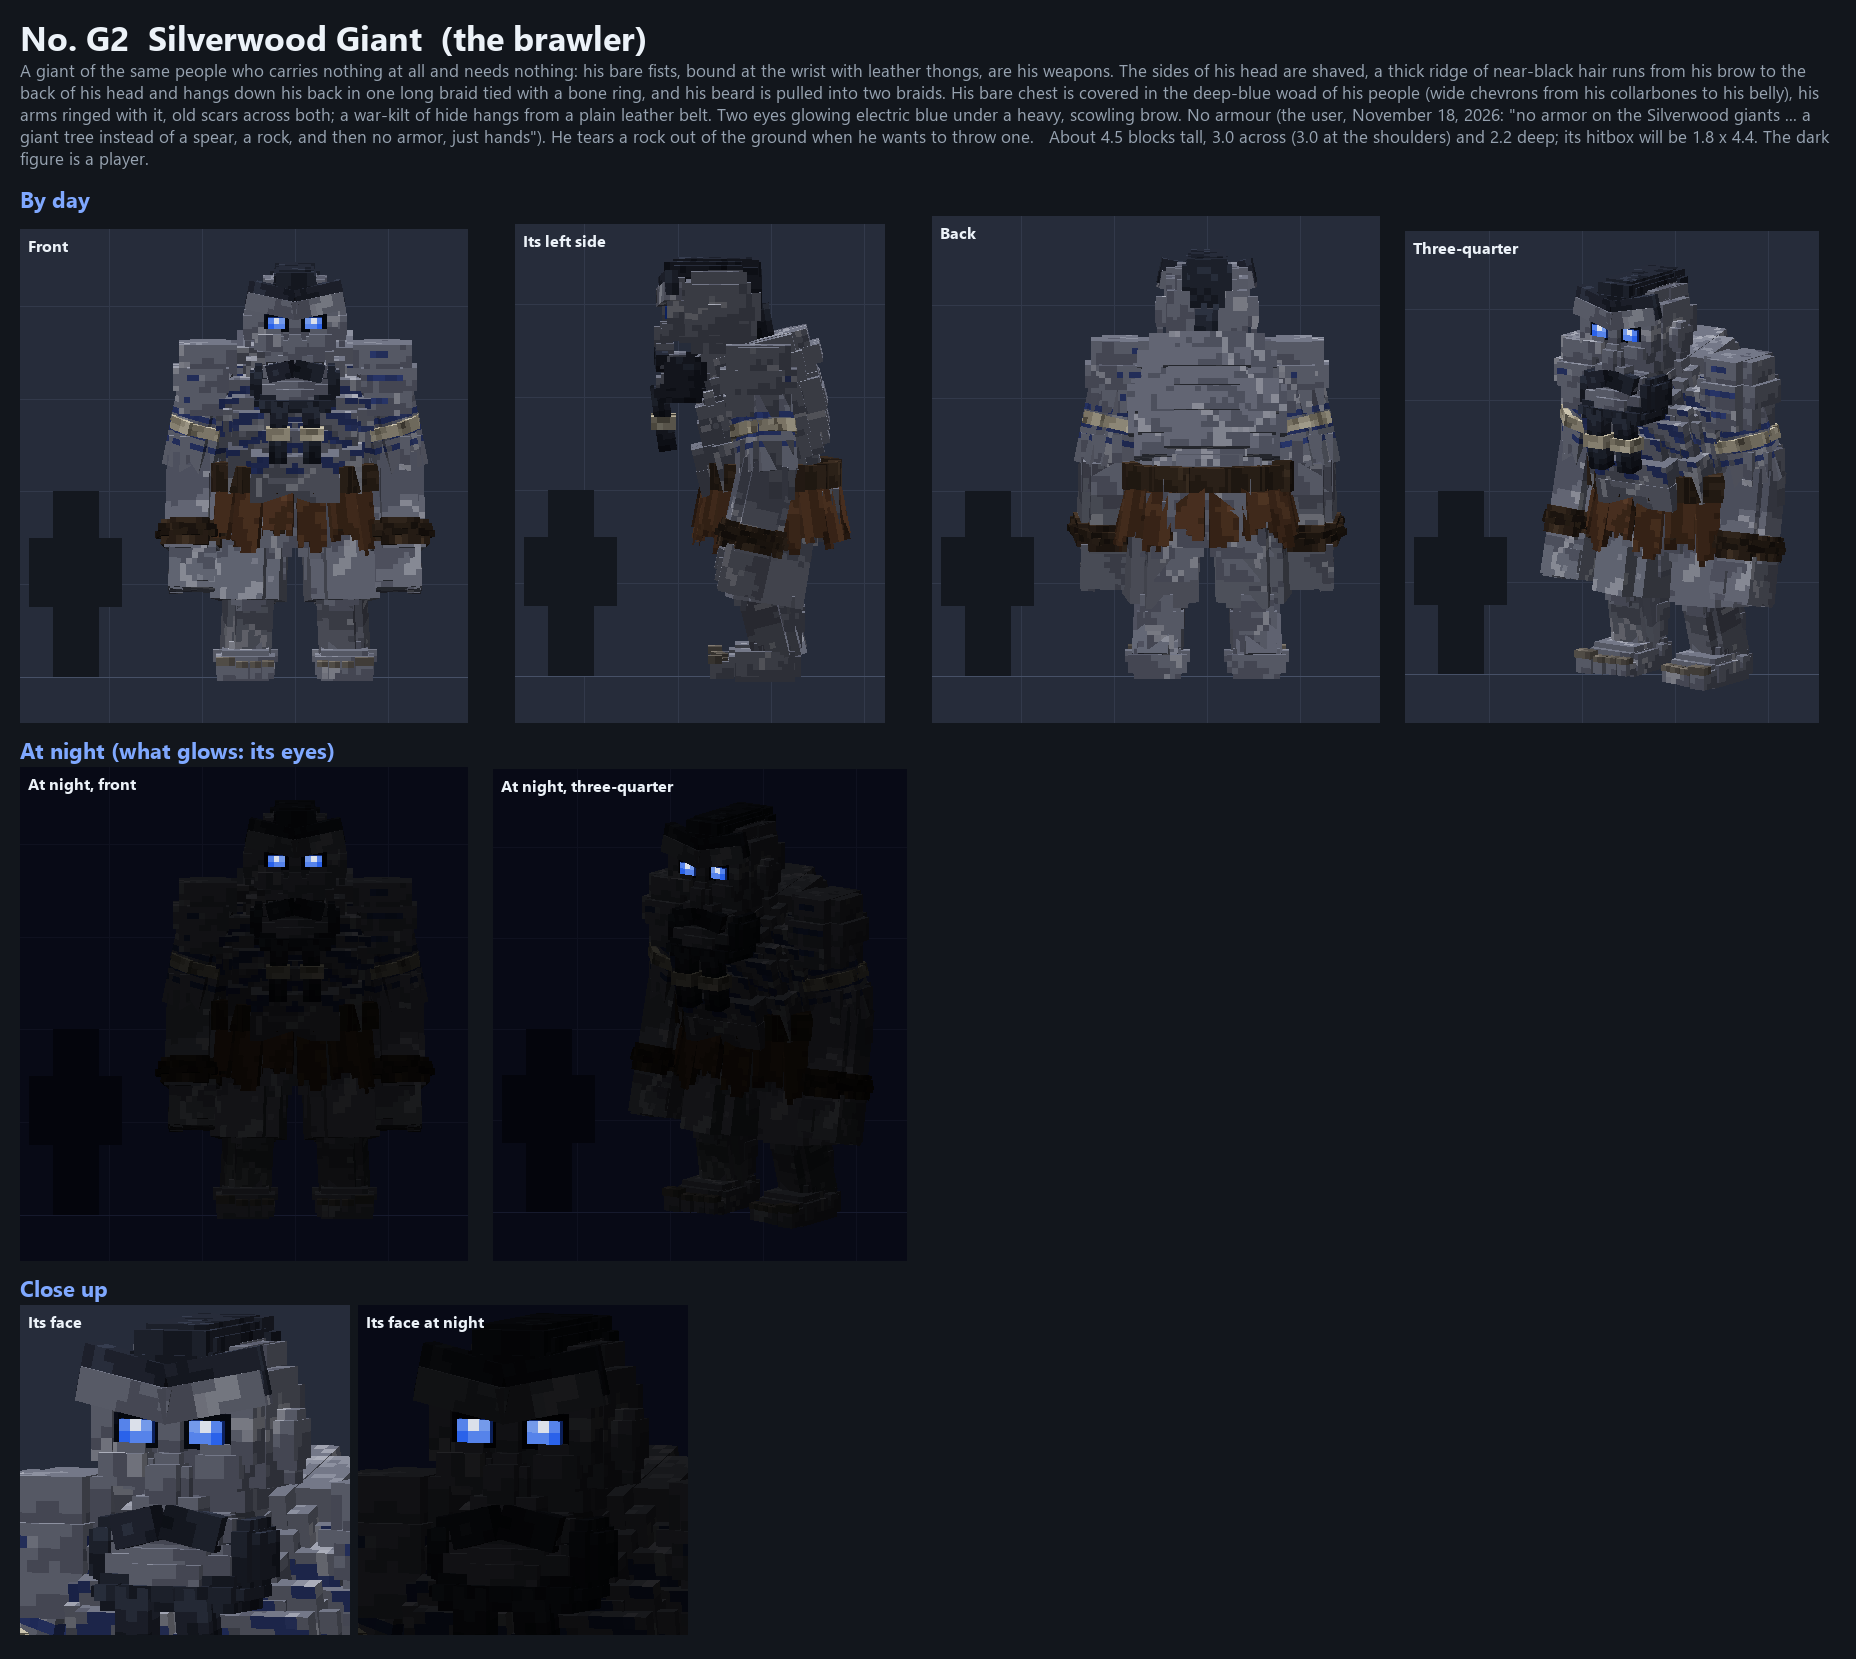 No. G2  Silverwood Giant  (the brawler)
A giant of the same people who carries nothing at all and needs nothing: his bare fists, bound at the wrist with leather thongs, are his weapons. The sides of his head are shaved, a thick ridge of near-black hair runs from his brow to the
back of his head and hangs down his back in one long braid tied with a bone ring, and his beard is pulled into two braids. His bare chest is covered in the deep-blue woad of his people (wide chevrons from his collarbones to his belly), his
arms ringed with it, old scars across both; a war-kilt of hide hangs from a plain leather belt. Two eyes glowing electric blue under a heavy, scowling brow. No armour (the user, November 18, 2026: "no armor on the Silverwood giants ... a
giant tree instead of a spear, a rock, and then no armor, just hands"). He tears a rock out of the ground when he wants to throw one.   About 4.5 blocks tall, 3.0 across (3.0 at the shoulders) and 2.2 deep; its hitbox will be 1.8 x 4.4. The dark
figure is a player.
By day
Front
Its left side
Back
Three-quarter
At night (what glows: its eyes)
At night, front
At night, three-quarter
Close up
Its face
Its face at night